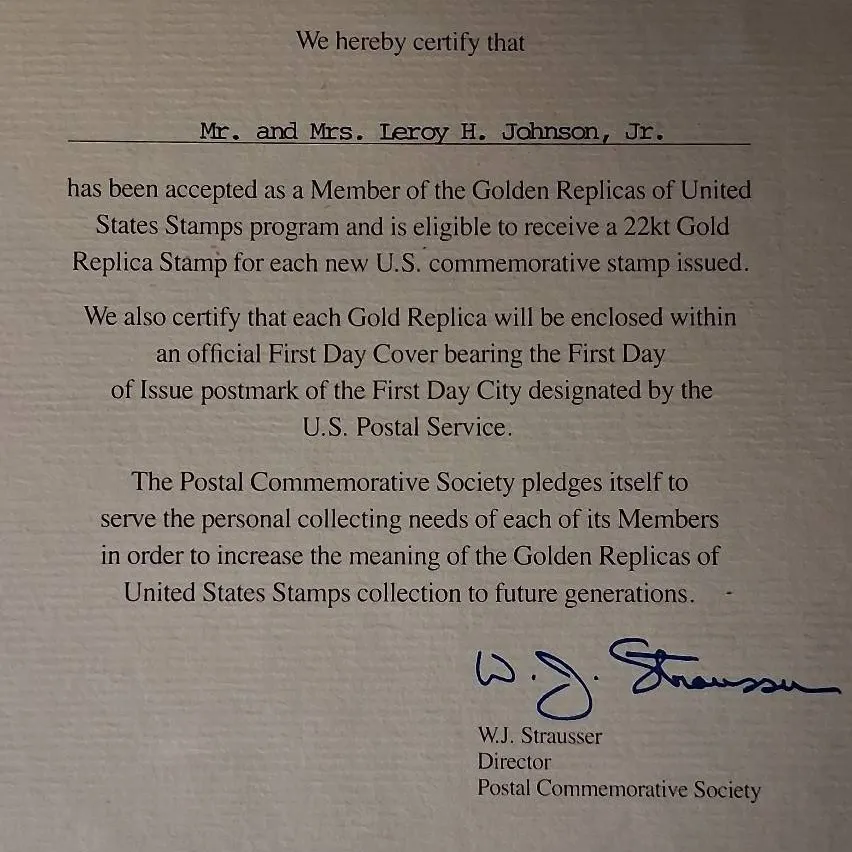 We hereby certify that
Mr. and Mrs. Leroy H. Johnson, Jr.
has been accepted as a Member of the Golden Replicas of United
States Stamps program and is eligible to receive a 22kt Gold
Replica Stamp for each new U.S. commemorative stamp issued.
We also certify that each Gold Replica will be enclosed within
an official First Day Cover bearing the First Day
of Issue postmark of the First Day City designated by the
U.S. Postal Service.
The Postal Commemorative Society pledges itself to
serve the personal collecting needs of each of its Members
in order to increase the meaning of the Golden Replicas of
United States Stamps collection to future generations.
W. J. Strausser
W.J. Strausser
Director
Postal Commemorative Society